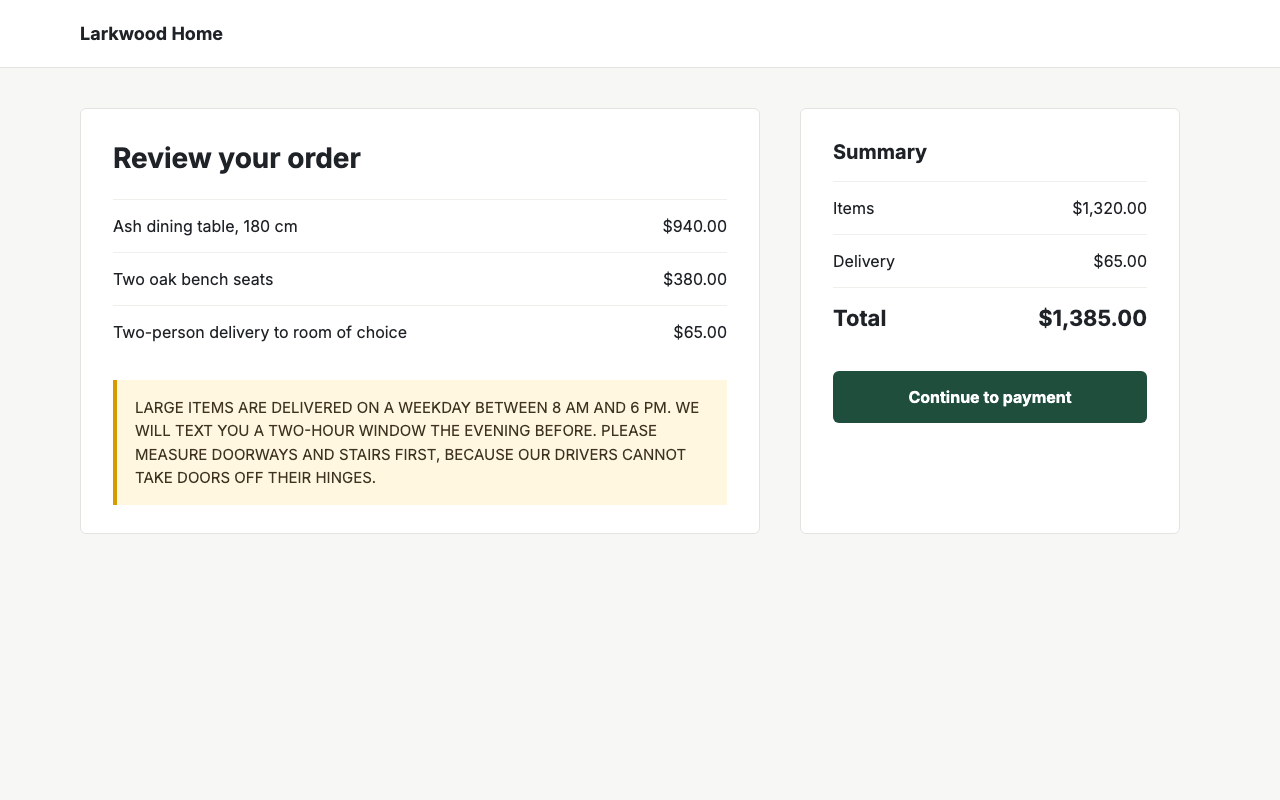 Larkwood Home
Review your order
Ash dining table, 180 cm $940.00
Two oak bench seats $380.00
Two-person delivery to room of choice $65.00
LARGE ITEMS ARE DELIVERED ON A WEEKDAY BETWEEN 8 AM AND 6 PM. WE
WILL TEXT YOU A TWO-HOUR WINDOW THE EVENING BEFORE. PLEASE
MEASURE DOORWAYS AND STAIRS FIRST, BECAUSE OUR DRIVERS CANNOT
TAKE DOORS OFF THEIR HINGES.
Summary
Items $1,320.00
Delivery $65.00
Total $1,385.00
Continue to payment